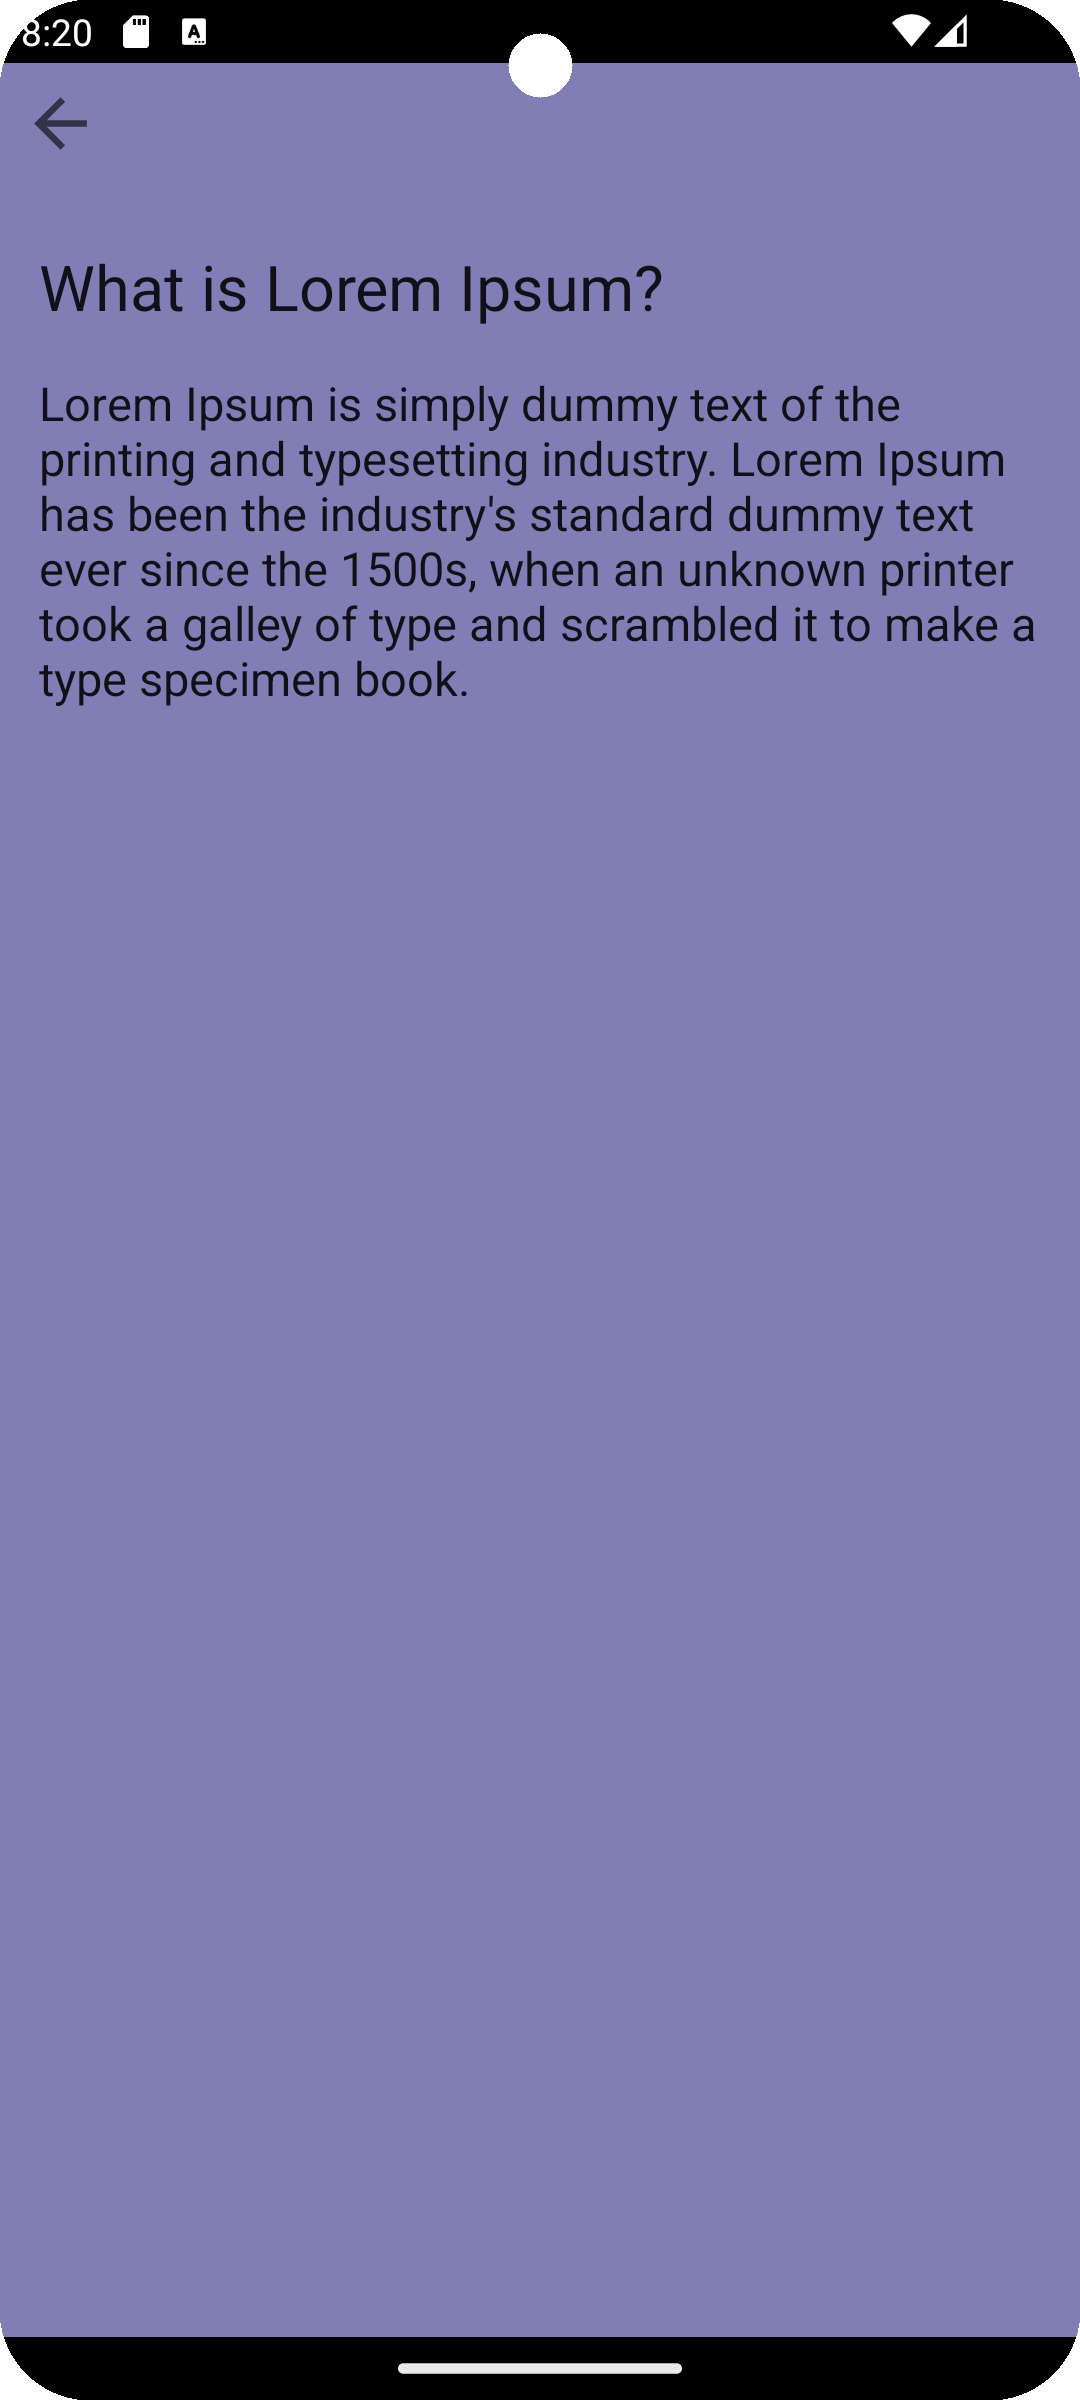 8:20
What is Lorem Ipsum?
Lorem Ipsum is simply dummy text of the
printing and typesetting industry. Lorem Ipsum
has been the industry's standard dummy text
ever since the 1500s, when an unknown printer
took a galley of type and scrambled it to make a
type specimen book.